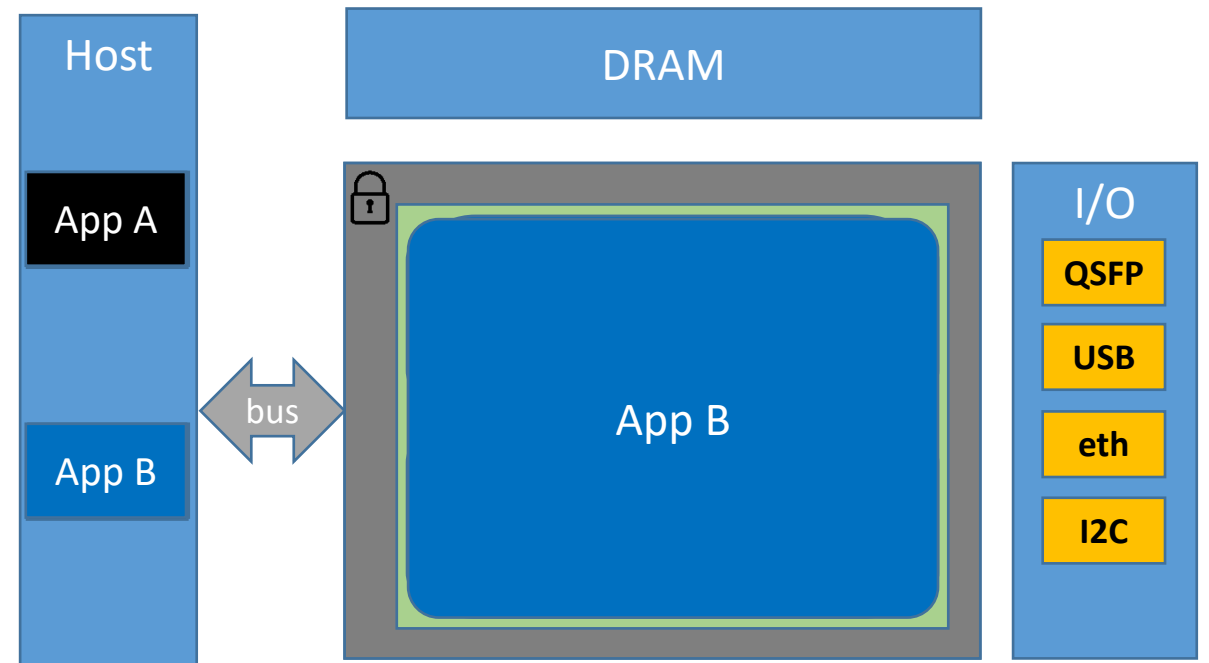 Host
App A
App B
bus
DRAM
App B
I/O
QSFP
USB
eth
I2C